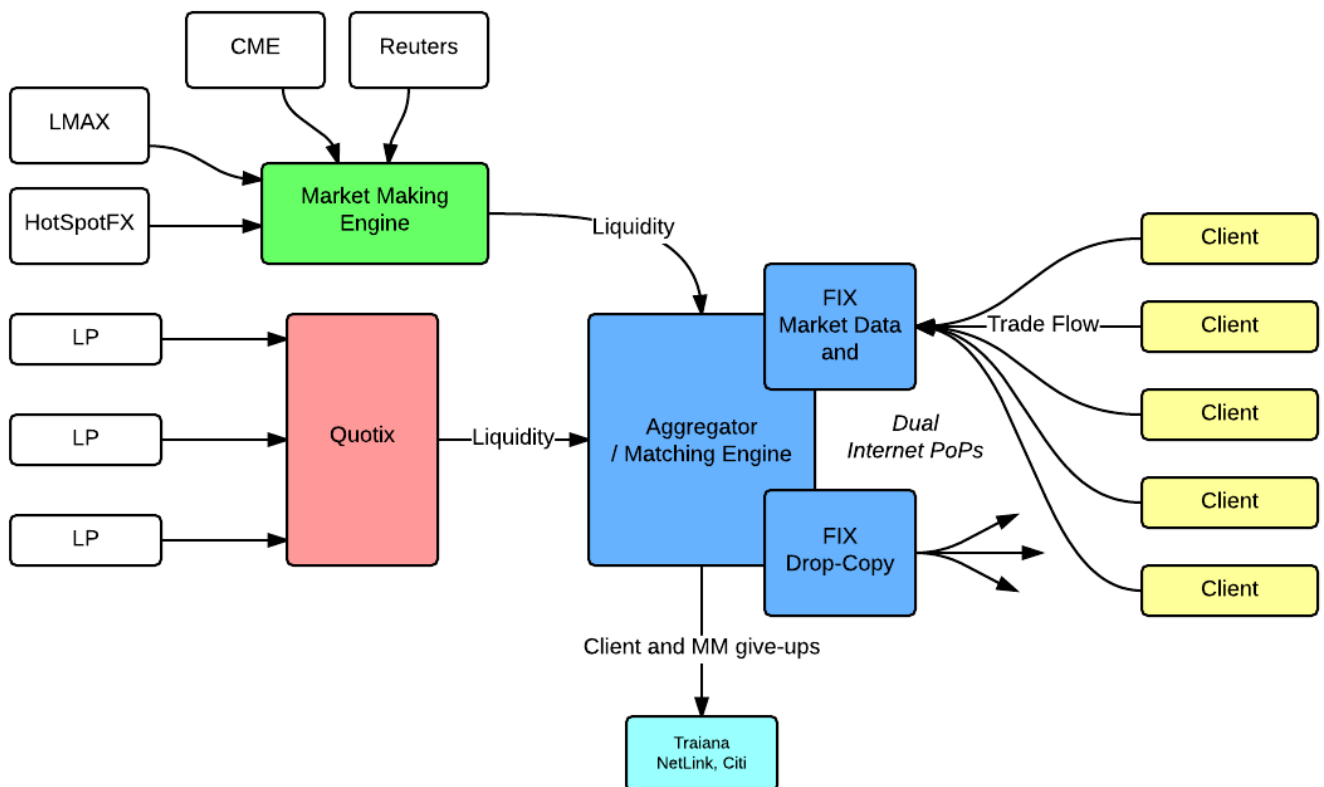 CME
Reuters
LMAX
HotSpotFX
Market Making
Engine
Liquidity
LP
LP
LP
Quotix
Liquidity
Aggregator
/ Matching Engine
FIX
Market Data
and
Trade Flow
Dual
Internet PoPs
FIX
Drop-Copy
Client
Client
Client
Client
Client
Client and MM give-ups
Traiana
NetLink, Citi